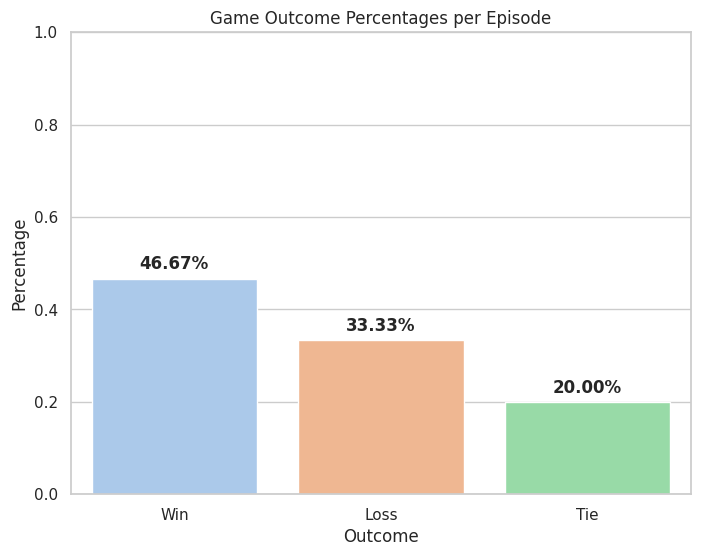 Game Outcome Percentages per Episode
1.0
0.8
0.6
0.4
0.2
0.0
Percentage
46.67%
33.33%
20.00%
Win
Loss
Tie
Outcome